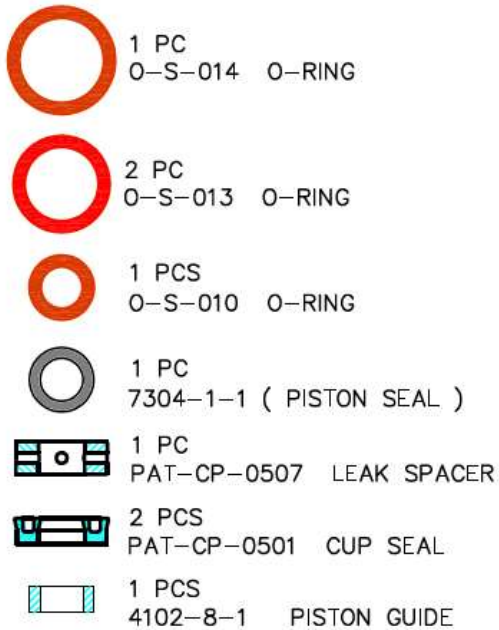 1 PC
O-S-014 O-RING
2 PC
O-S-013 O-RING
1 PCS
O-S-010 O-RING
1 PC
7304-1-1 ( PISTON SEAL )
1 PC
PAT-CP-0507 LEAK SPACER
2 PCS
PAT-CP-0501 CUP SEAL
1 PCS
4102-8-1 PISTON GUIDE